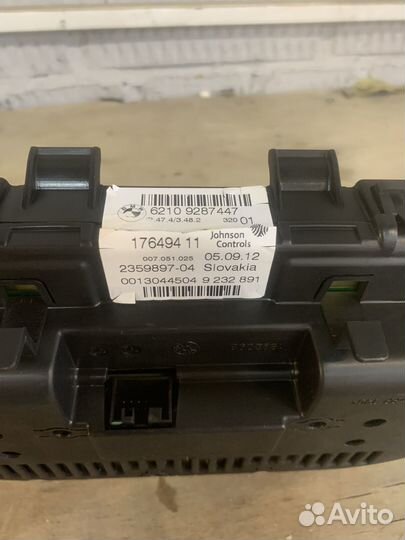 6210 9287447
47.4/3.48.2 320 01
176494 11 Johnson Controls
007.051.025 05.09.12
2359897-04 Slovakia
0013044504 9 232 891
Avito